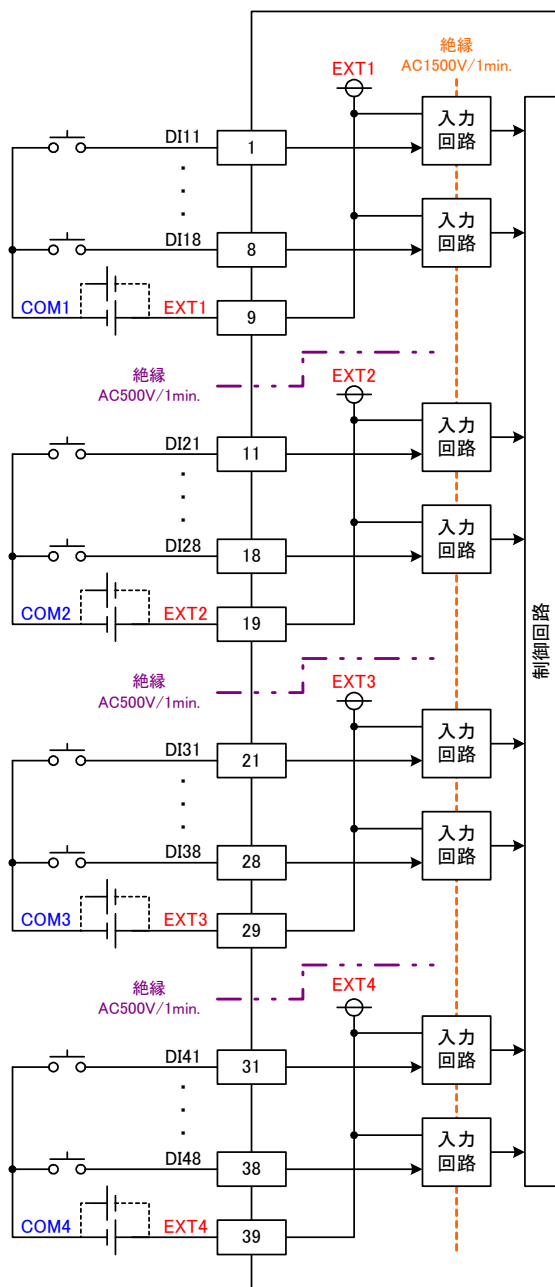 絶縁
AC1500V/1min.
EXT1
DI11
1
入力
回路
DI18
8
入力
回路
COM1
EXT1
9
絶縁
AC500V/1min.
EXT2
DI21
11
入力
回路
DI28
18
入力
回路
COM2
EXT2
19
制御回路
絶縁
AC500V/1min.
EXT3
DI31
21
入力
回路
DI38
28
入力
回路
COM3
EXT3
29
絶縁
AC500V/1min.
EXT4
DI41
31
入力
回路
DI48
38
入力
回路
COM4
EXT4
39